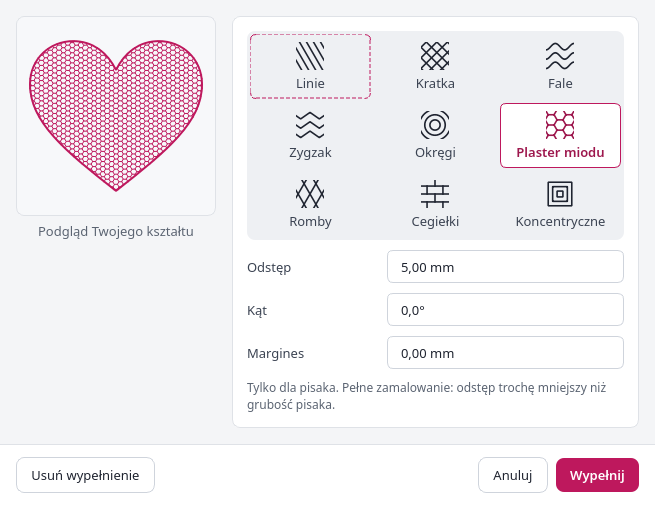 Linie
Kratka
Fale
Zygzak
Okręgi
Plaster miodu
Romby
Cegiełki
Koncentryczne
Podgląd Twojego kształtu
Odstęp
5,00 mm
Kąt
0,0°
Margines
0,00 mm
Tylko dla pisaka. Pełne zamalowanie: odstęp trochę mniejszy niż
grubość pisaka.
Usuń wypełnienie
Anuluj
Wypełnij